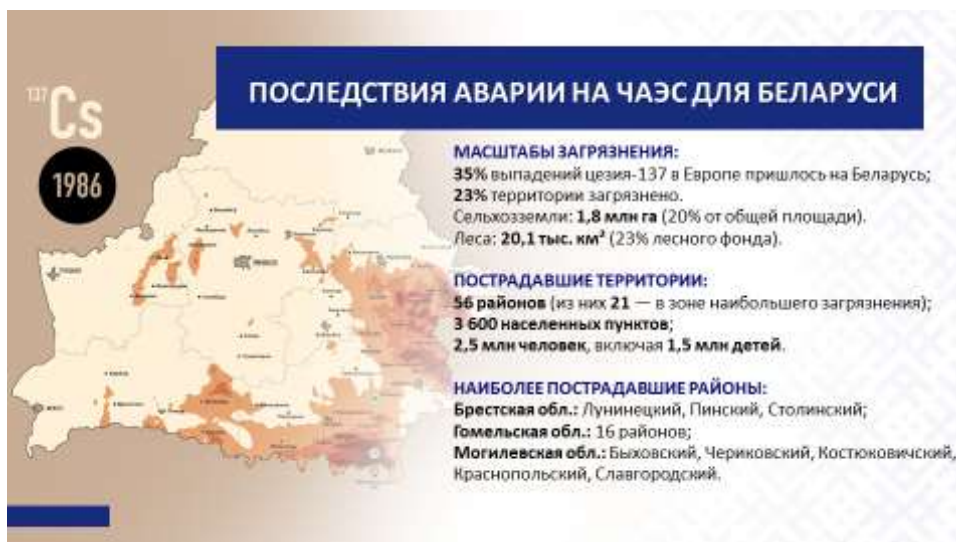 ПОСЛЕДСТВИЯ АВАРИИ НА ЧАЭС ДЛЯ БЕЛАРУСИ
137
Cs
1986
МАСШТАБЫ ЗАГРЯЗНЕНИЯ:
35% выпадений цезия-137 в Европе пришлось на Беларусь;
23% территории загрязнено.
Сельхозземли: 1,8 млн га (20% от общей площади).
Леса: 20,1 тыс. км² (23% лесного фонда).
ПОСТРАДАВШИЕ ТЕРРИТОРИИ:
56 районов (из них 21 — в зоне наибольшего загрязнения);
3 600 населенных пунктов;
2,5 млн человек, включая 1,5 млн детей.
НАИБОЛЕЕ ПОСТРАДАВШИЕ РАЙОНЫ:
Брестская обл.: Лунинецкий, Пинский, Столинский;
Гомельская обл.: 16 районов;
Могилевская обл.: Быховский, Чериковский, Костюковичский,
Краснопольский, Славгородский.